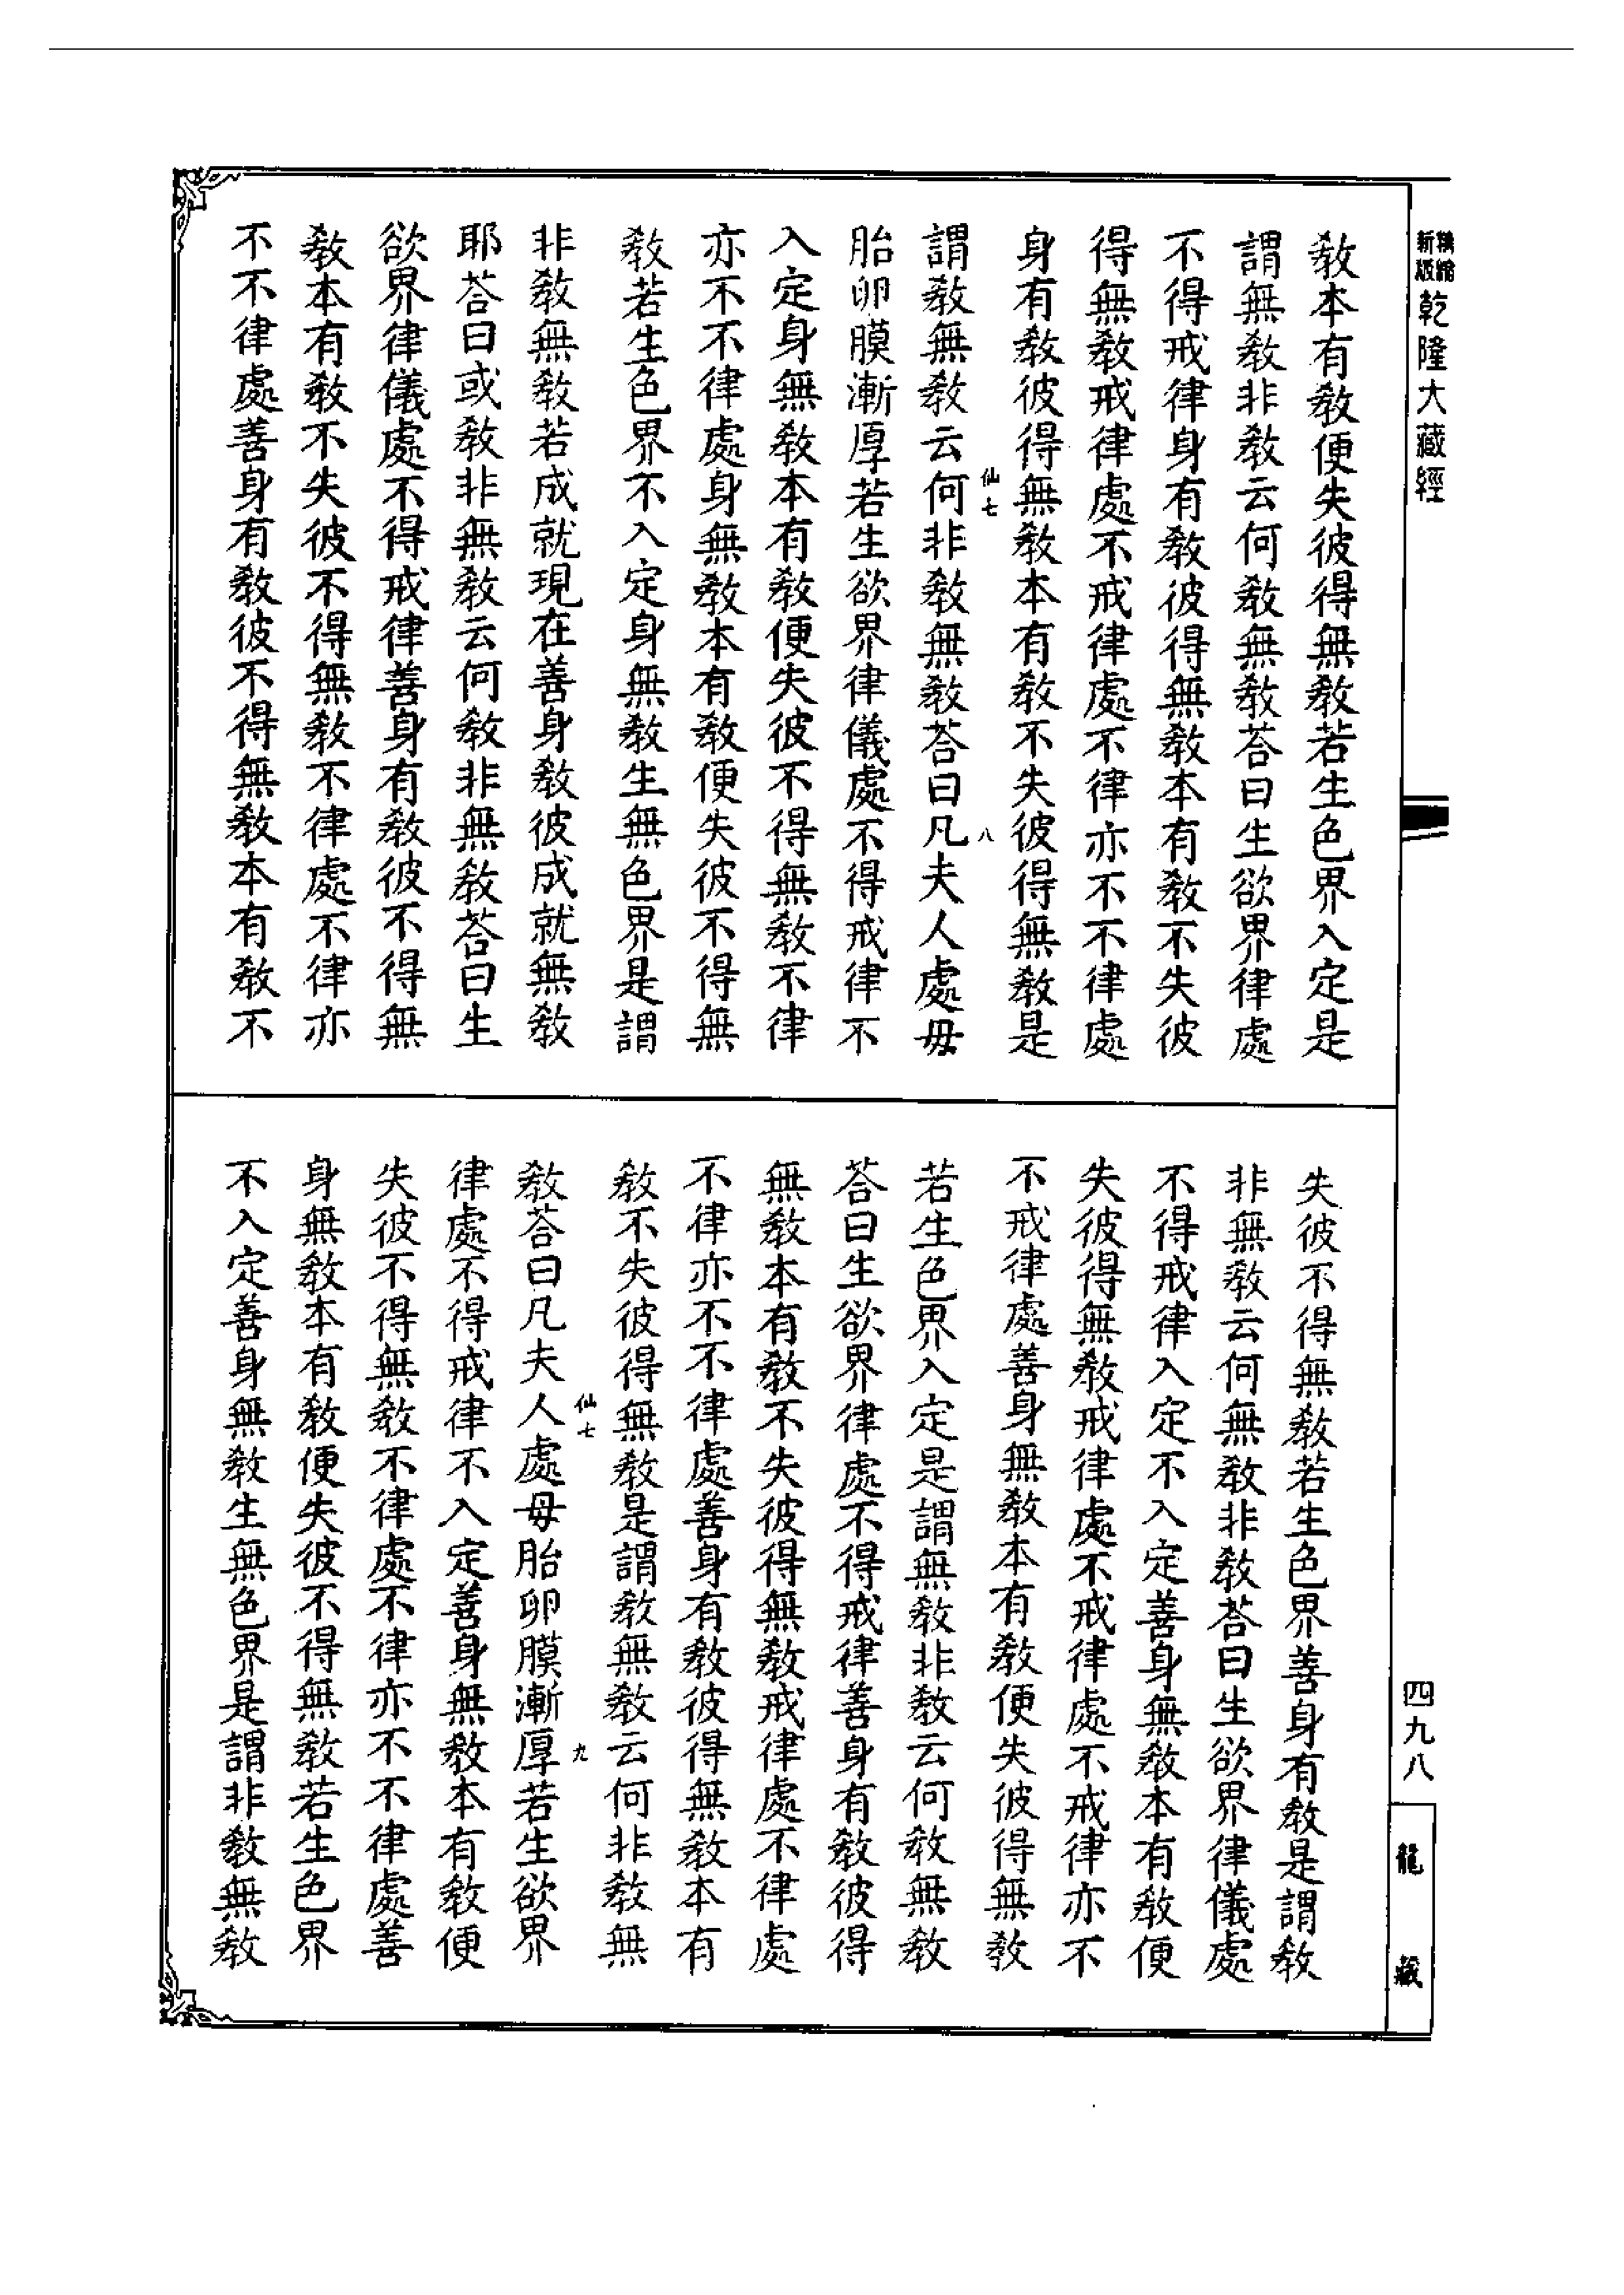 新編縮級乾隆大藏經
教本有教便失彼得無教若生色界入定是
謂無教非教云何教無教荅曰生欲界律處
不得戒律身有教彼得無教本有教不失彼
得無教戒律處不戒律處不律亦不不律處
身有教彼得無教本有教不失彼得無教是
仙七 八
謂教無教云何非教無教荅曰凡夫人處毋
胎卵膜漸厚若生欲界律儀處不得戒律不
入定身無教本有教便失彼不得無教不律
亦不不律處身無教本有教便失彼不得無
教若生色界不入定身無教生無色界是謂
非教無教若成就現在善身教彼成就無教
耶荅曰或教非無教云何教非無教荅曰生
欲界律儀處不得戒律善身有教彼不得無
教本有教不失彼不得無教不律處不律亦
不不律處善身有教彼不得無教本有教不
失彼不得無教若生色界善身有教是謂教
非無教云何無教非教荅曰生欲界律儀處
不得戒律入定不入定善身無教本有教便
失彼得無教戒律處不戒律處不戒律亦不
不戒律處善身無教本有教便失彼得無教
若生色界入定是謂無教非教云何教無教
荅曰生欲界律處不得戒律善身有教彼得
無教本有教不失彼得無教戒律處不律處
不律亦不不律處善身有教彼得無教本有
教不失彼得無教是謂教無教云何非教無
仙七 九
教荅曰凡夫人處毋胎卵膜漸厚若生欲界
律處不得戒律不入定善身無教本有教便
失彼不得無教不律處不律亦不不律處善
身無教本有教便失彼不得無教若生色界
不入定善身無教生無色界是謂非教無教
四九八
龍藏